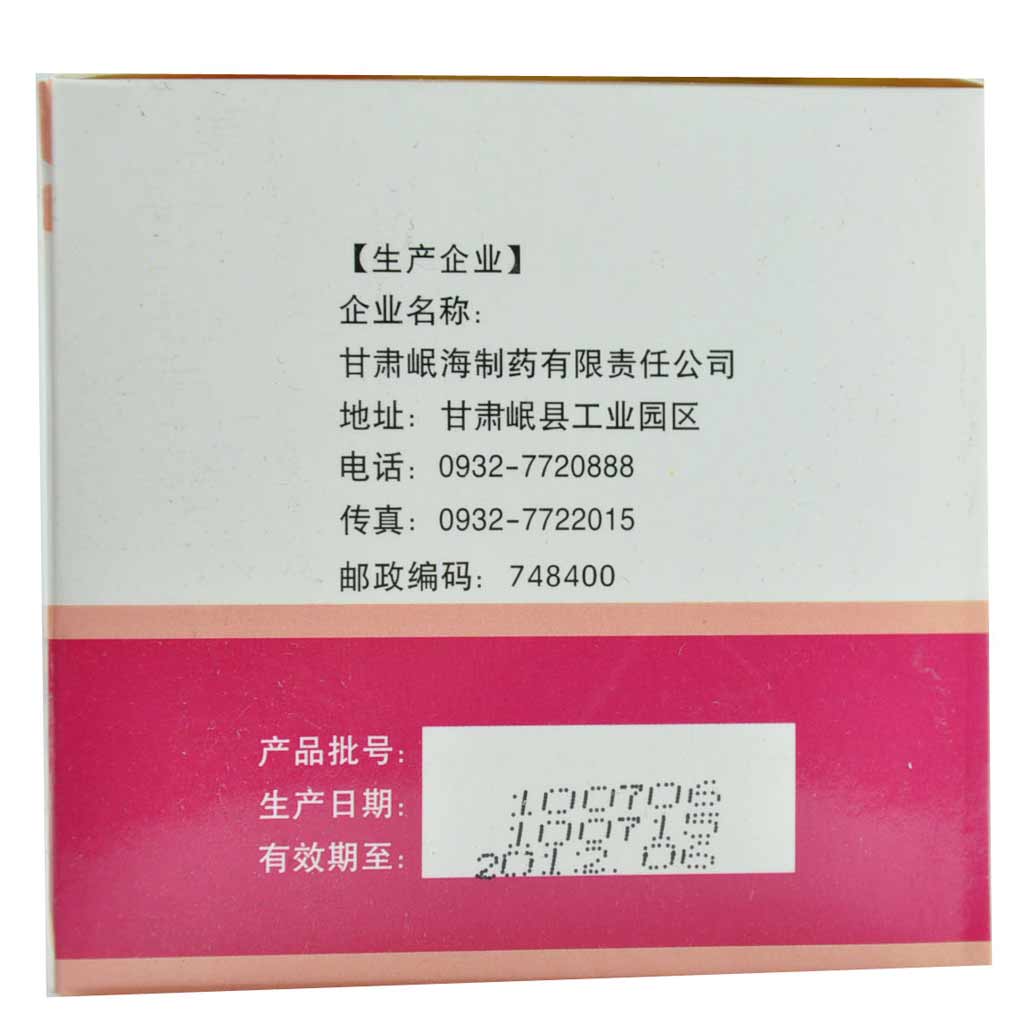 【生产企业】
企业名称:
甘肃岷海制药有限责任公司
地址: 甘肃岷县工业园区
电话: 0932-7720888
传真: 0932-7722015
邮政编码: 748400
产品批号: 100706
生产日期: 100715
有效期至: 2012.06